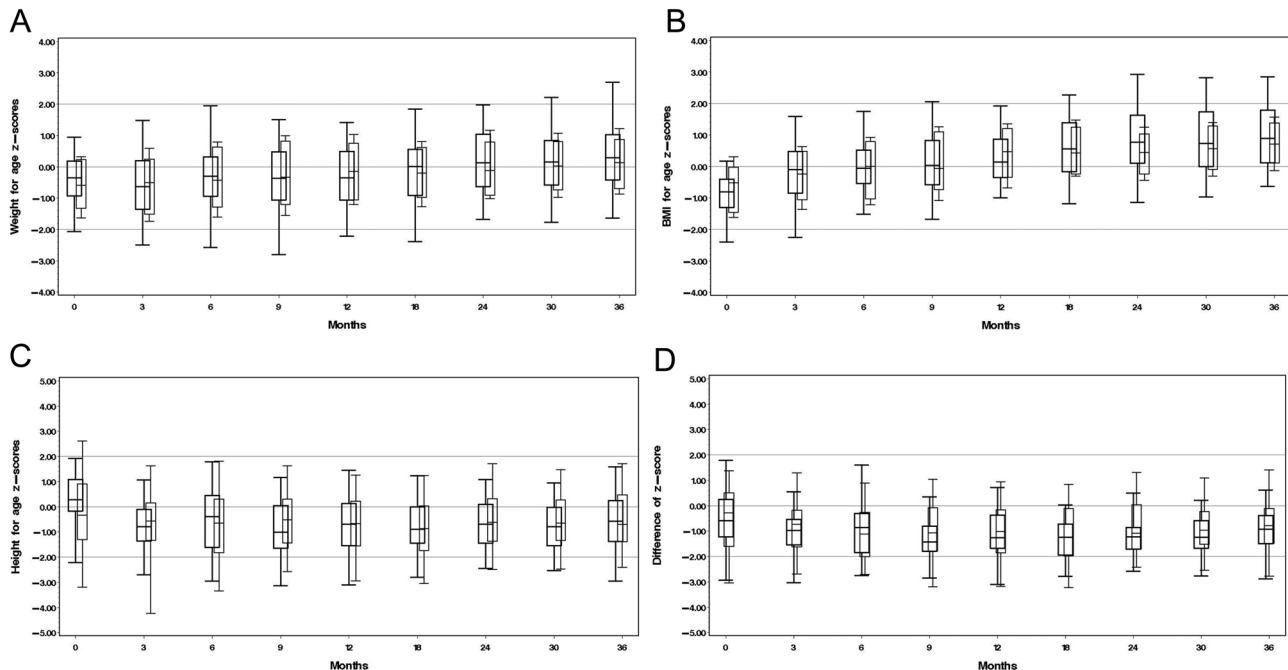 A
4.00
3.00
2.00
1.00
0.00
−1.00
−2.00
−3.00
−4.00
Weight for age z−scores
0 3 6 9 12 18 24 30 36
Months
B
4.00
3.00
2.00
1.00
0.00
−1.00
−2.00
−3.00
−4.00
BMI for age z−scores
0 3 6 9 12 18 24 30 36
Months
C
5.00
4.00
3.00
2.00
1.00
0.00
−1.00
−2.00
−3.00
−4.00
−5.00
Height for age z−scores
0 3 6 9 12 18 24 30 36
Months
D
5.00
4.00
3.00
2.00
1.00
0.00
−1.00
−2.00
−3.00
−4.00
−5.00
Difference of z−score
0 3 6 9 12 18 24 30 36
Months